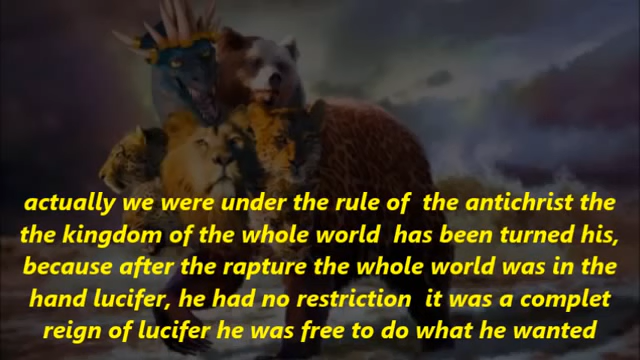 actually we were under the rule of the antichrist the
the kingdom of the whole world has been turned his,
because after the rapture the whole world was in the
hand lucifer, he had no restriction it was a complet
reign of lucifer he was free to do what he wanted